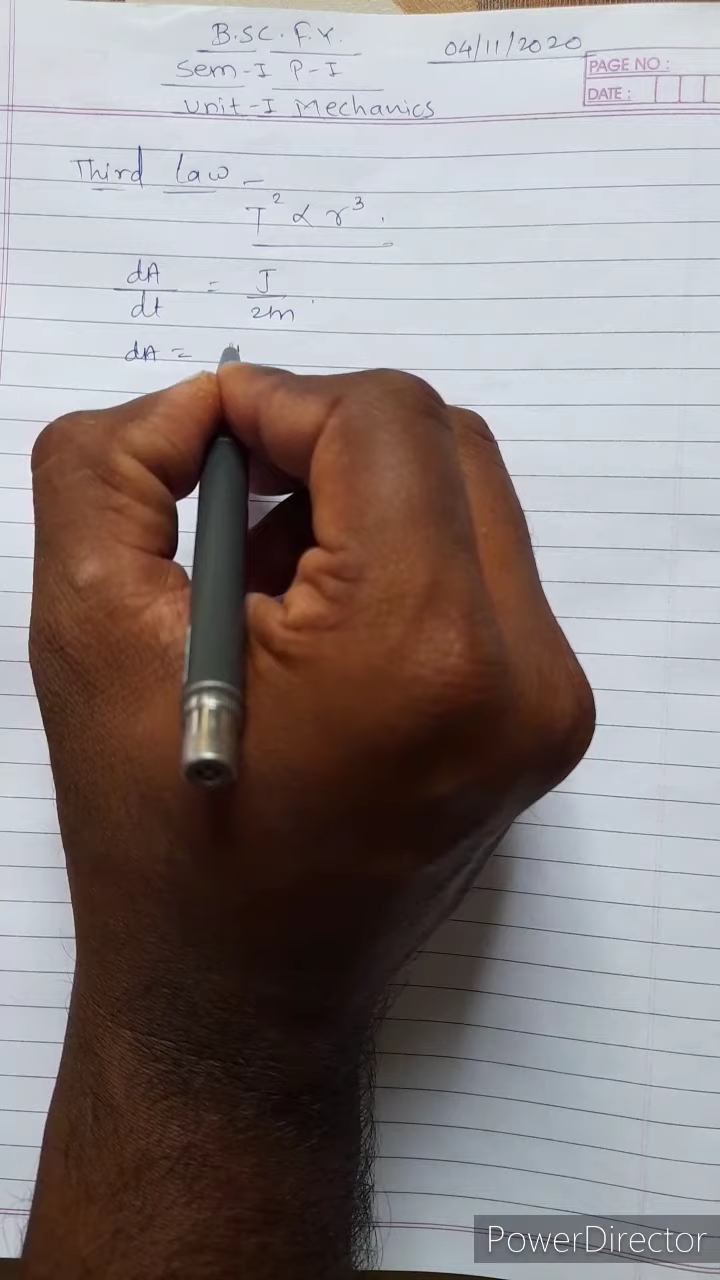 B.SC. F.Y.
04/11/2020
Sem-I P-I
PAGE NO :
DATE :
Unit-I Mechanics
Third law -
T² ∝ r³.
dA/dt = J/2m.
dA =
PowerDirector